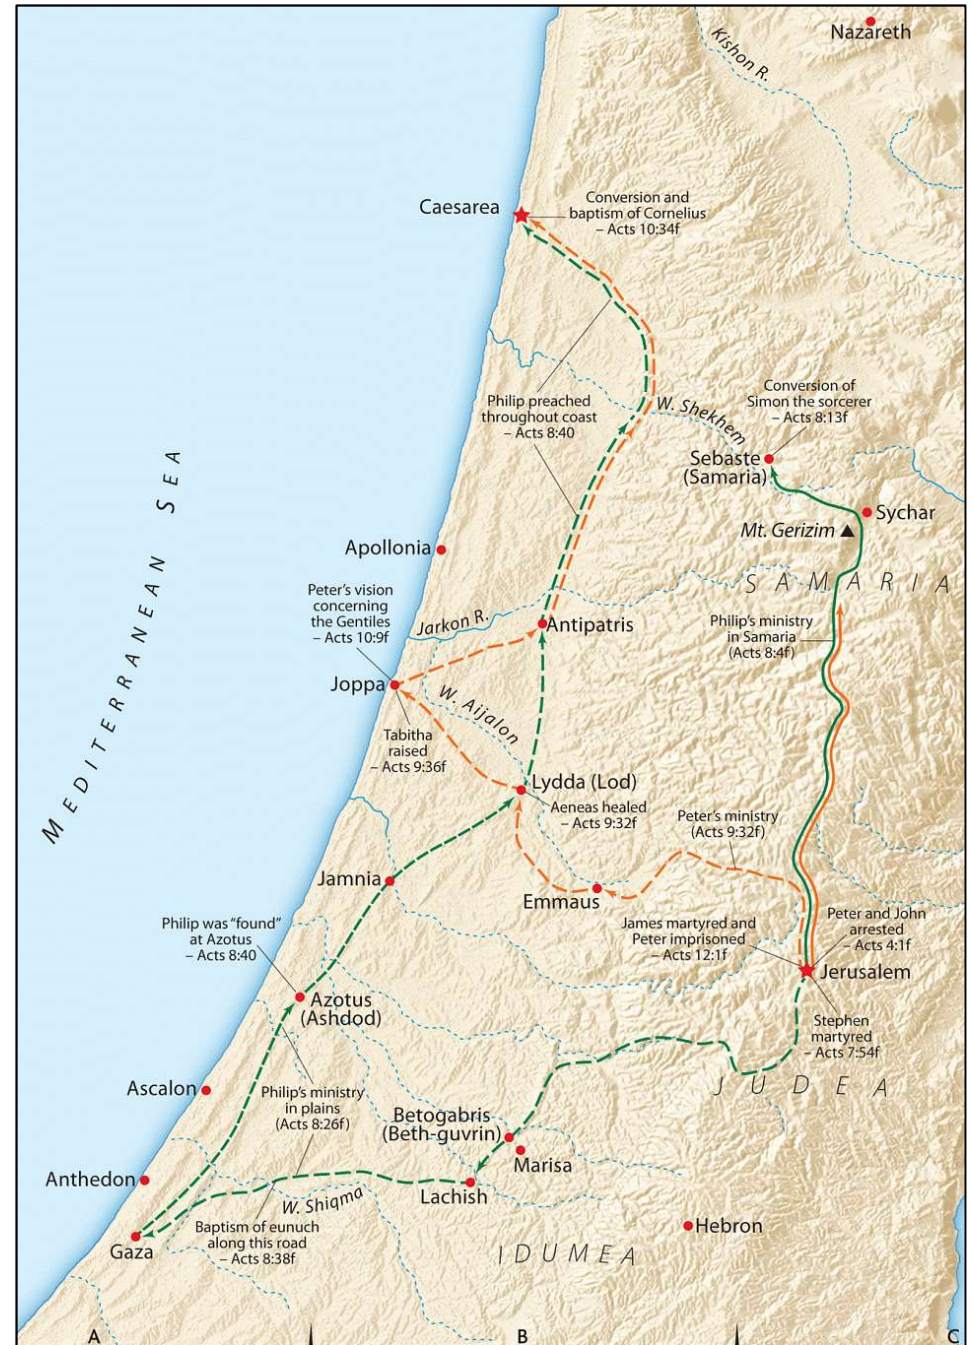 Nazareth
Kishon R.
Caesarea
Conversion and
baptism of Cornelius
– Acts 10:34f
Philip preached
throughout coast
– Acts 8:40
W. Shekhem
Conversion of
Simon the sorcerer
– Acts 8:13f
Sebaste
(Samaria)
Sychar
Mt. Gerizim
MEDITERRANEAN SEA
Apollonia
SAMARIA
Peter's vision
concerning
the Gentiles
– Acts 10:9f
Jarkon R.
Antipatris
Philip's ministry
in Samaria
(Acts 8:4f)
Joppa
W. Aijalon
Tabitha
raised
– Acts 9:36f
Lydda (Lod)
Aeneas healed
– Acts 9:32f
Peter's ministry
(Acts 9:32f)
Jamnia
Emmaus
Philip was "found"
at Azotus
– Acts 8:40
James martyred and
Peter imprisoned
– Acts 12:1f
Peter and John
arrested
– Acts 4:1f
Jerusalem
Azotus
(Ashdod)
Stephen
martyred
– Acts 7:54f
Ascalon
Philip's ministry
in plains
(Acts 8:26f)
JUDEA
Betogabris
(Beth-guvrin)
Marisa
Anthedon
Lachish
W. Shiqma
Baptism of eunuch
along this road
– Acts 8:38f
Gaza
Hebron
IDUMEA
A
B
C